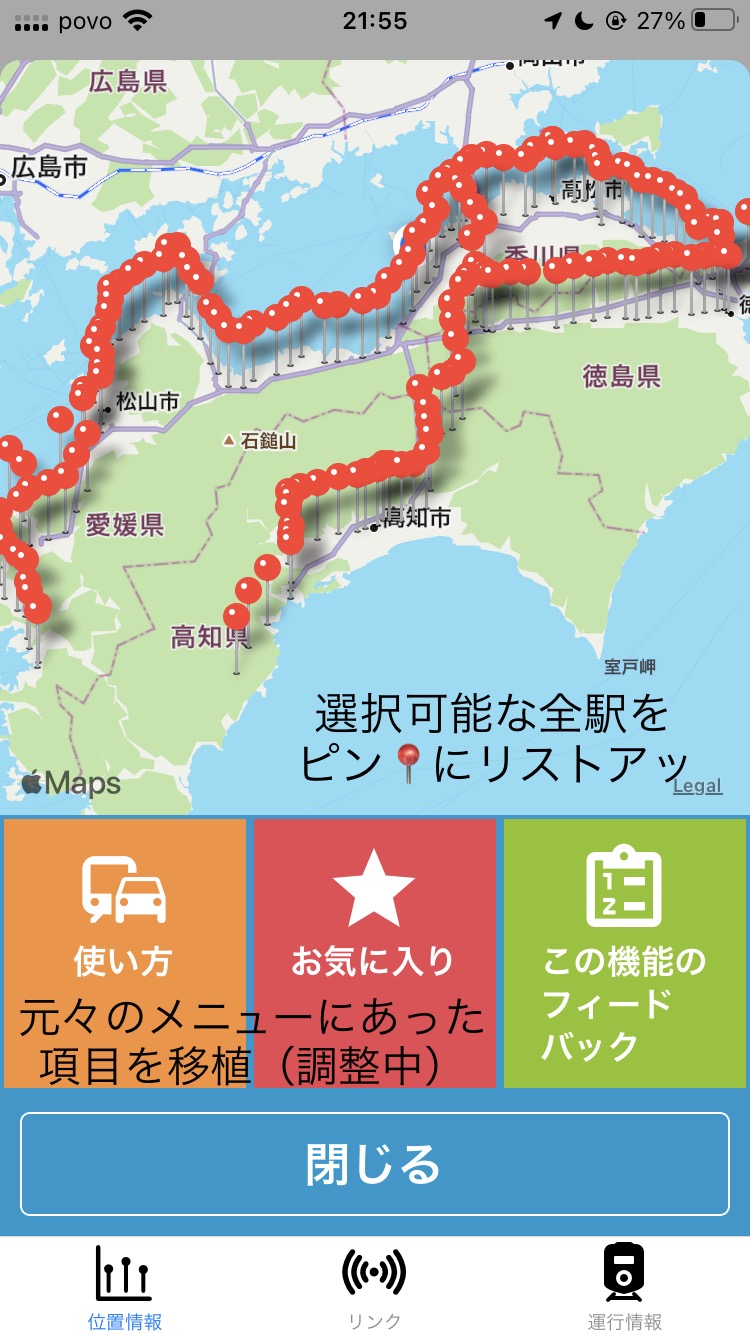 povo
21:55
27%
広島県
広島市
高松市
香川県
徳島県
松山市
石鎚山
愛媛県
高知市
高知県
室戸岬
選択可能な全駅を
ピン📍にリストアッ
Maps
Legal
使い方
お気に入り
この機能の
フィード
バック
元々のメニューにあった
項目を移植（調整中）
閉じる
位置情報
リンク
運行情報